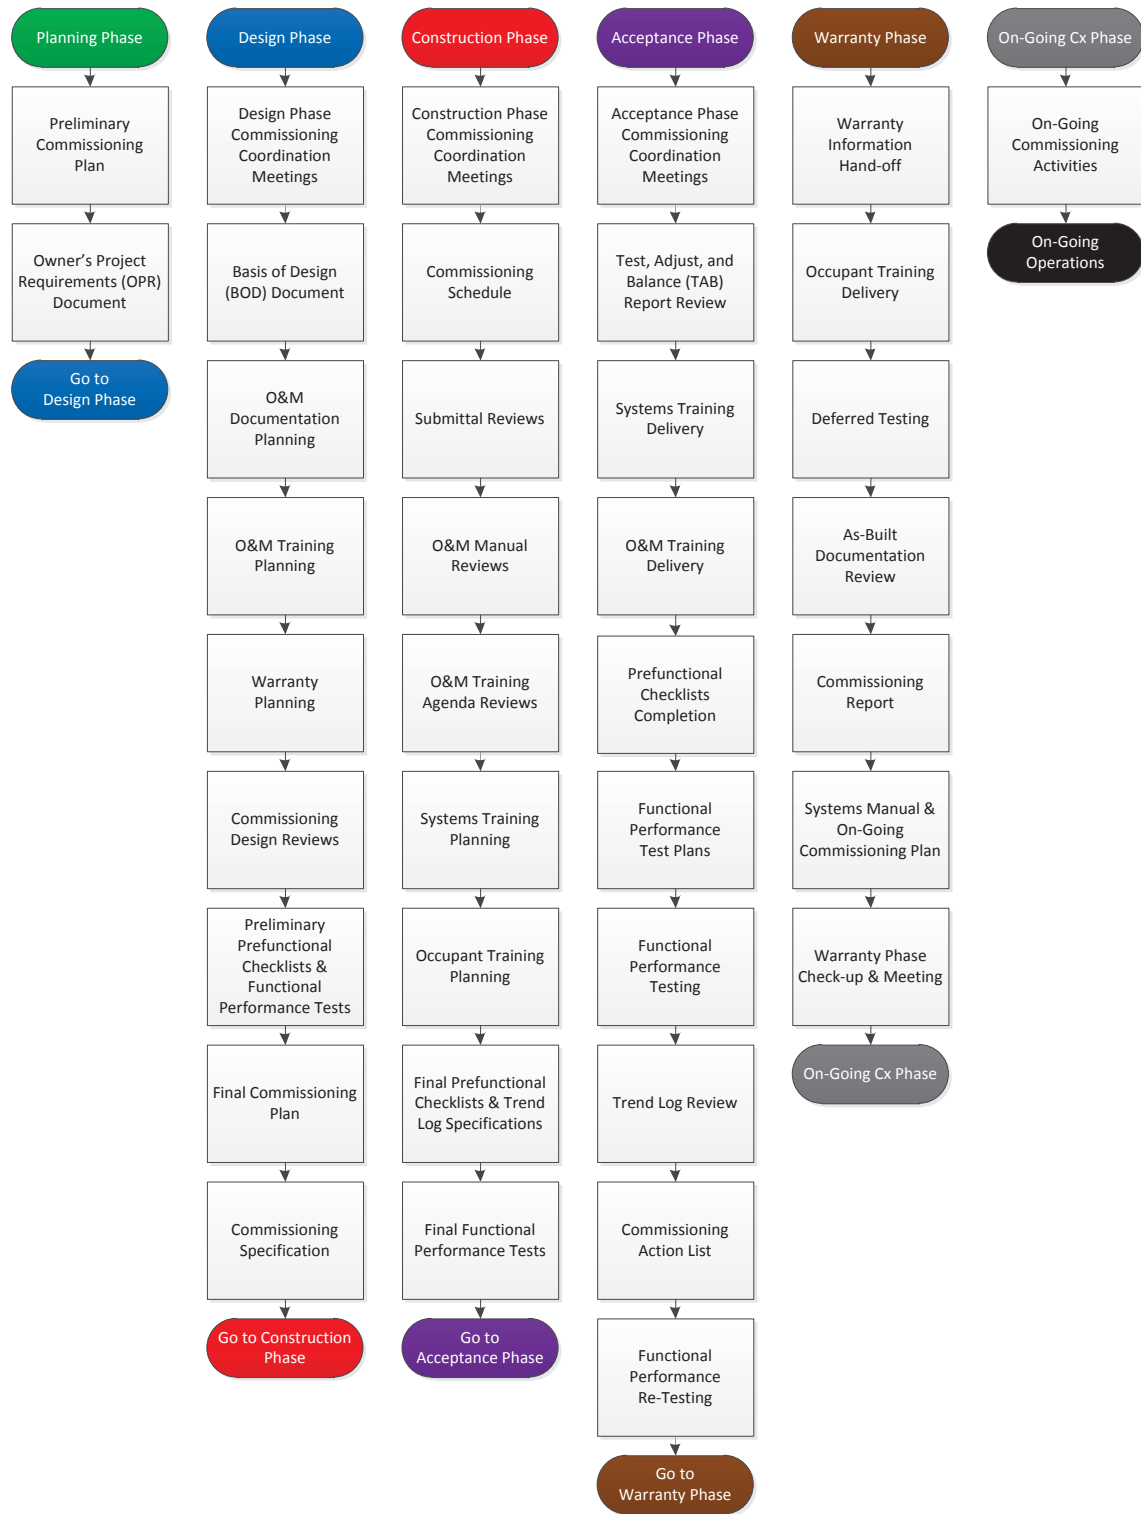 Planning Phase
Preliminary
Commissioning
Plan
Owner's Project
Requirements (OPR)
Document
Go to
Design Phase
Design Phase
Design Phase
Commissioning
Coordination
Meetings
Basis of Design
(BOD) Document
O&M
Documentation
Planning
O&M Training
Planning
Warranty
Planning
Commissioning
Design Reviews
Preliminary
Prefunctional
Checklists &
Functional
Performance Tests
Final Commissioning
Plan
Commissioning
Specification
Go to Construction
Phase
Construction Phase
Construction Phase
Commissioning
Coordination
Meetings
Commissioning
Schedule
Submittal Reviews
O&M Manual
Reviews
O&M Training
Agenda Reviews
Systems Training
Planning
Occupant Training
Planning
Final Prefunctional
Checklists & Trend
Log Specifications
Final Functional
Performance Tests
Go to
Acceptance Phase
Acceptance Phase
Acceptance Phase
Commissioning
Coordination
Meetings
Test, Adjust, and
Balance (TAB)
Report Review
Systems Training
Delivery
O&M Training
Delivery
Prefunctional
Checklists
Completion
Functional
Performance
Test Plans
Functional
Performance
Testing
Trend Log Review
Commissioning
Action List
Functional
Performance
Re-Testing
Go to
Warranty Phase
Warranty Phase
Warranty
Information
Hand-off
Occupant Training
Delivery
Deferred Testing
As-Built
Documentation
Review
Commissioning
Report
Systems Manual &
On-Going
Commissioning Plan
Warranty Phase
Check-up & Meeting
On-Going Cx Phase
On-Going Cx Phase
On-Going
Commissioning
Activities
On-Going
Operations